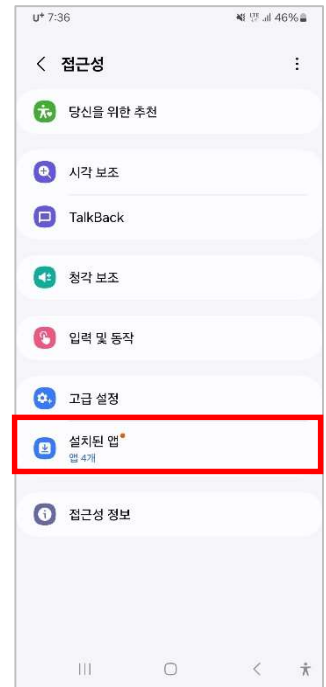 U+ 7:36 46%
접근성
당신을 위한 추천
시각 보조
TalkBack
청각 보조
입력 및 동작
고급 설정
설치된 앱
앱 4개
접근성 정보